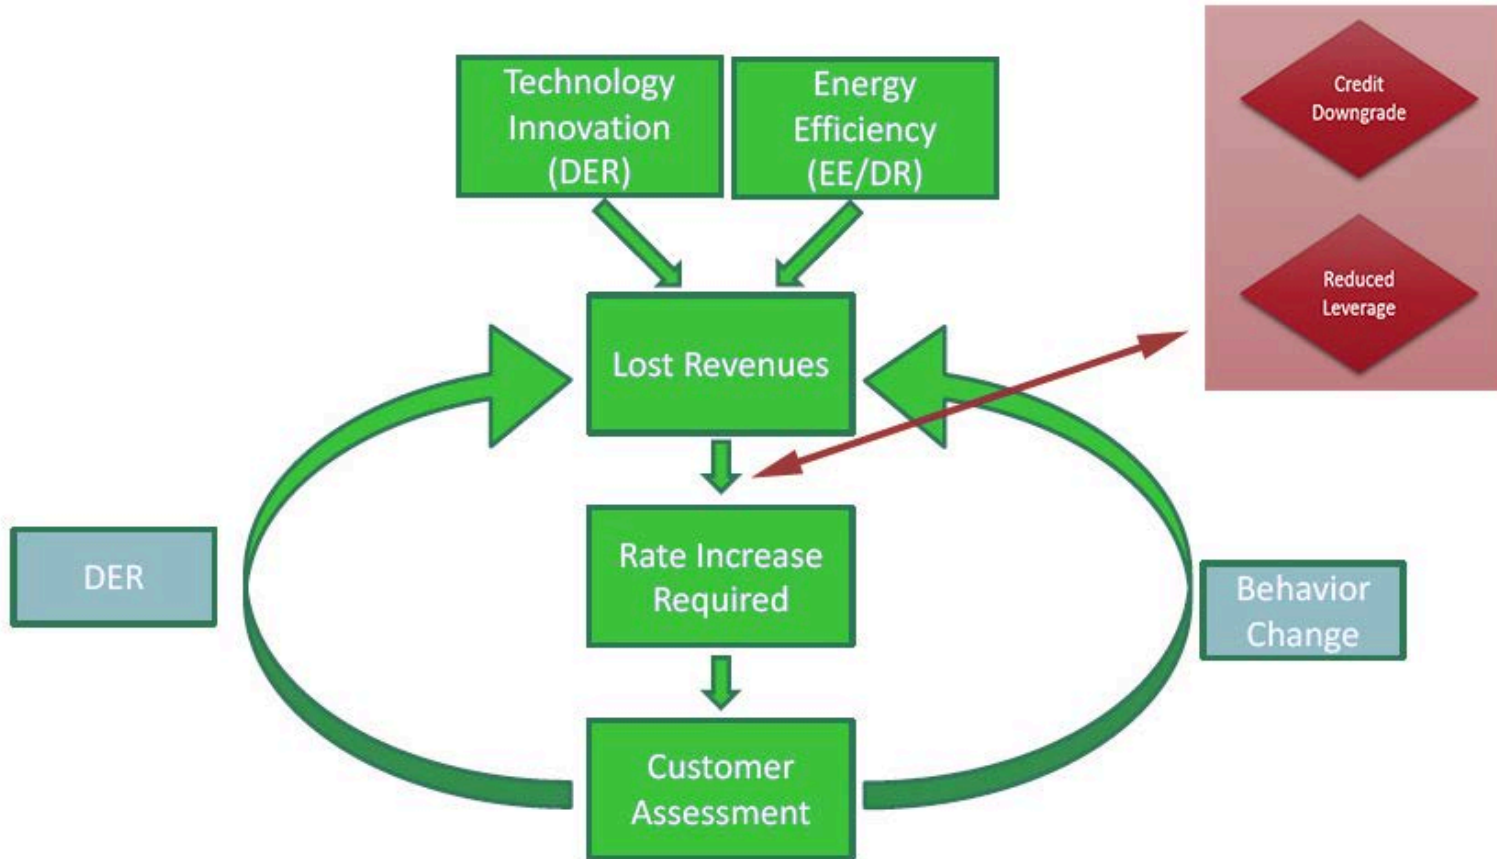 Technology
Innovation
(DER)
Energy
Efficiency
(EE/DR)
Credit
Downgrade
Reduced
Leverage
Lost Revenues
Rate Increase
Required
DER
Behavior
Change
Customer
Assessment